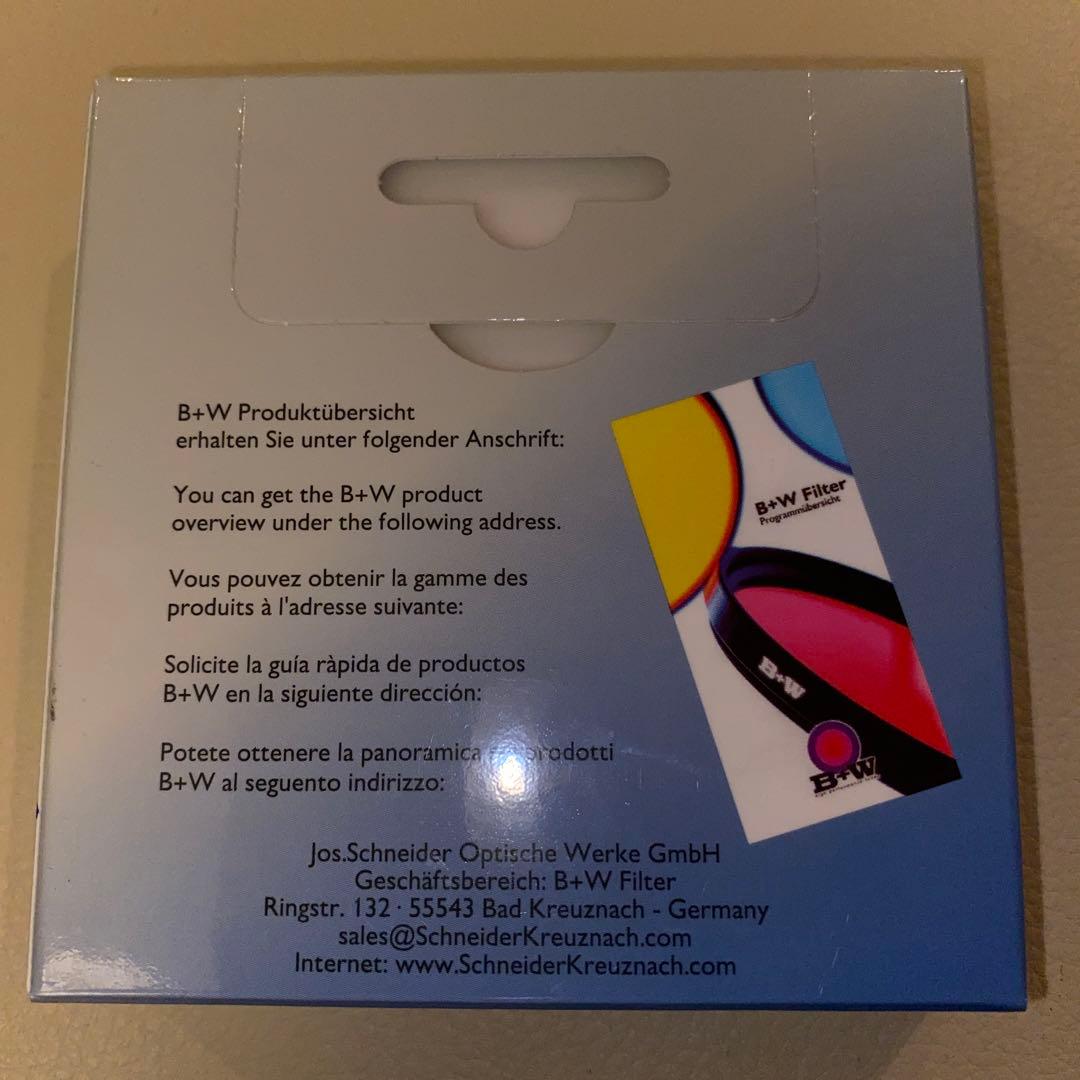 B+W Produktübersicht
erhalten Sie unter folgender Anschrift:
You can get the B+W product
overview under the following address.
Vous pouvez obtenir la gamme des
produits à l'adresse suivante:
Solicite la guía ràpida de productos
B+W en la siguiente dirección:
Potete ottenere la panoramica prodotti
B+W al seguento indirizzo:
B+W Filter
Programmübersicht
B+W
B+W
Jos.Schneider Optische Werke GmbH
Geschäftsbereich: B+W Filter
Ringstr. 132 · 55543 Bad Kreuznach - Germany
sales@SchneiderKreuznach.com
Internet: www.SchneiderKreuznach.com